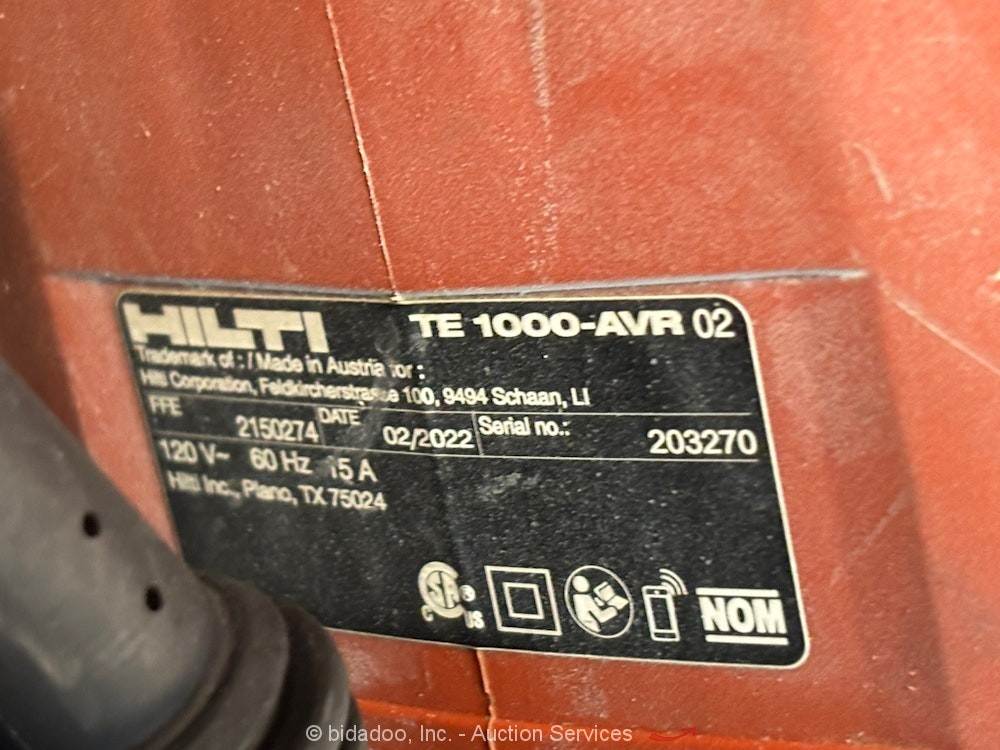 HILTI TE 1000-AVR 02
Trademark of : / Made in Austria for :
Hilti Corporation, Feldkircherstrasse 100, 9494 Schaan, LI
FFE 2150274 DATE 02/2022 Serial no.: 203270
120 V~ 60 Hz 15 A
Hilti Inc., Plano, TX 75024
SA ® C US NOM
© bidadoo, Inc. - Auction Services